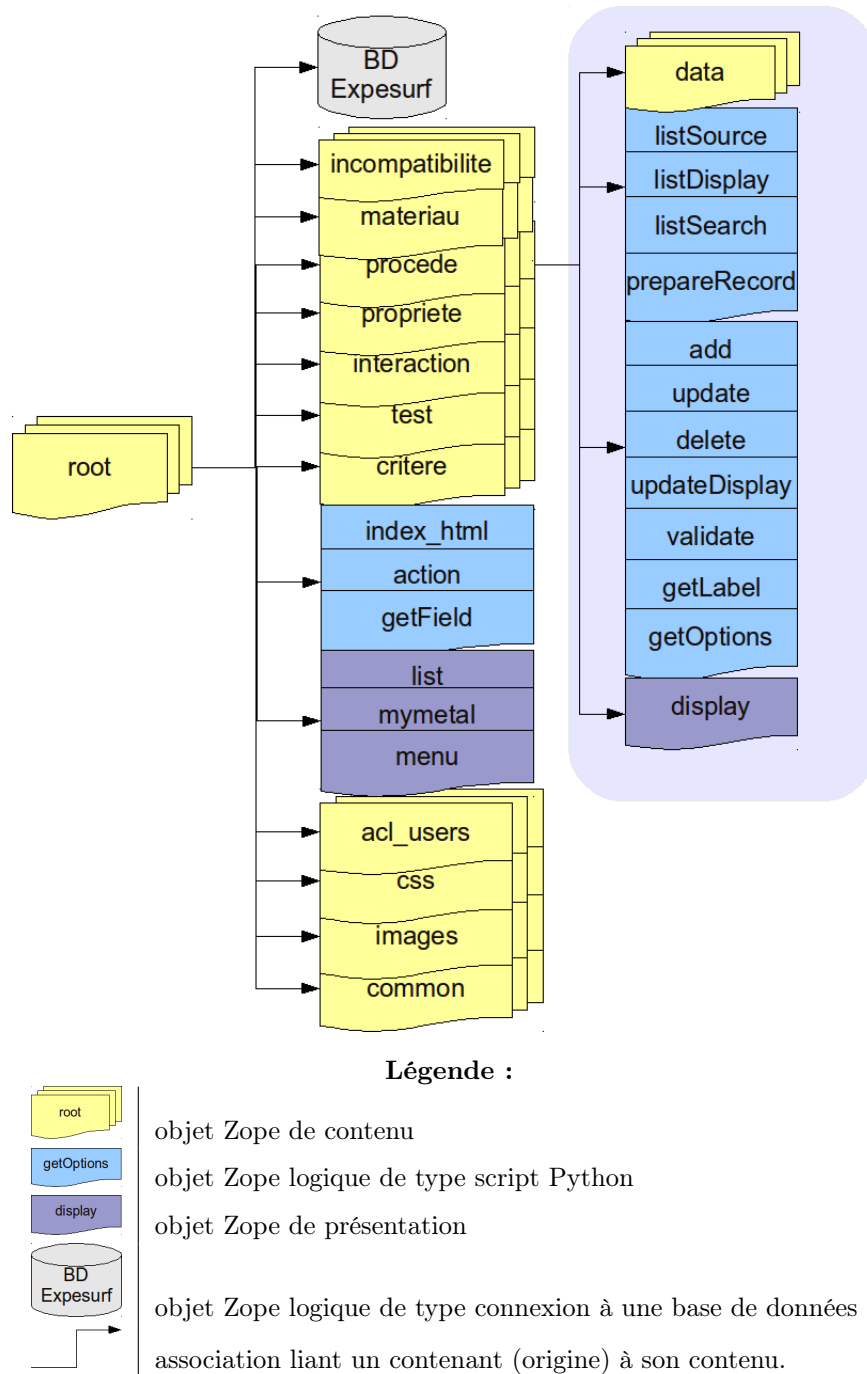 BD
Expesurf
incompatibilite
materiau
procede
propriete
interaction
test
critere
root
index_html
action
getField
list
mymetal
menu
acl_users
css
images
common
data
listSource
listDisplay
listSearch
prepareRecord
add
update
delete
updateDisplay
validate
getLabel
getOptions
display
Légende :
root
objet Zope de contenu
getOptions
objet Zope logique de type script Python
display
objet Zope de présentation
BD
Expesurf
objet Zope logique de type connexion à une base de données
association liant un contenant (origine) à son contenu.